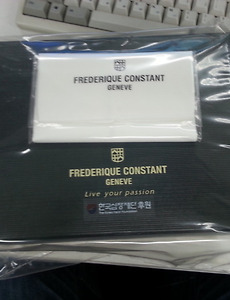 FREDERIQUE CONSTANT
GENEVE
FREDERIQUE CONSTANT
GENEVE
Live your passion
한국심장재단 후원